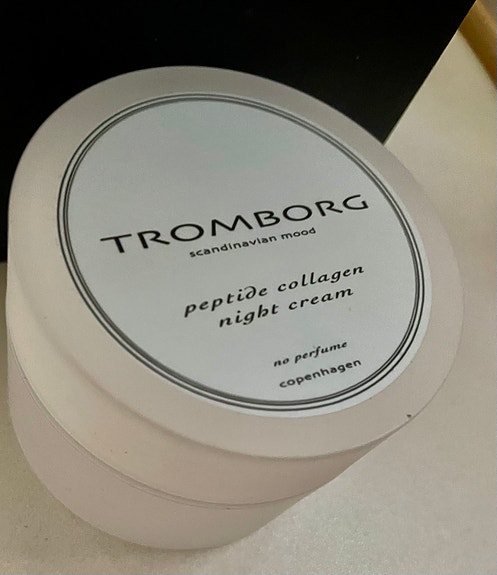 TROMBORG
scandinavian mood
peptide collagen
night cream
no perfume
copenhagen